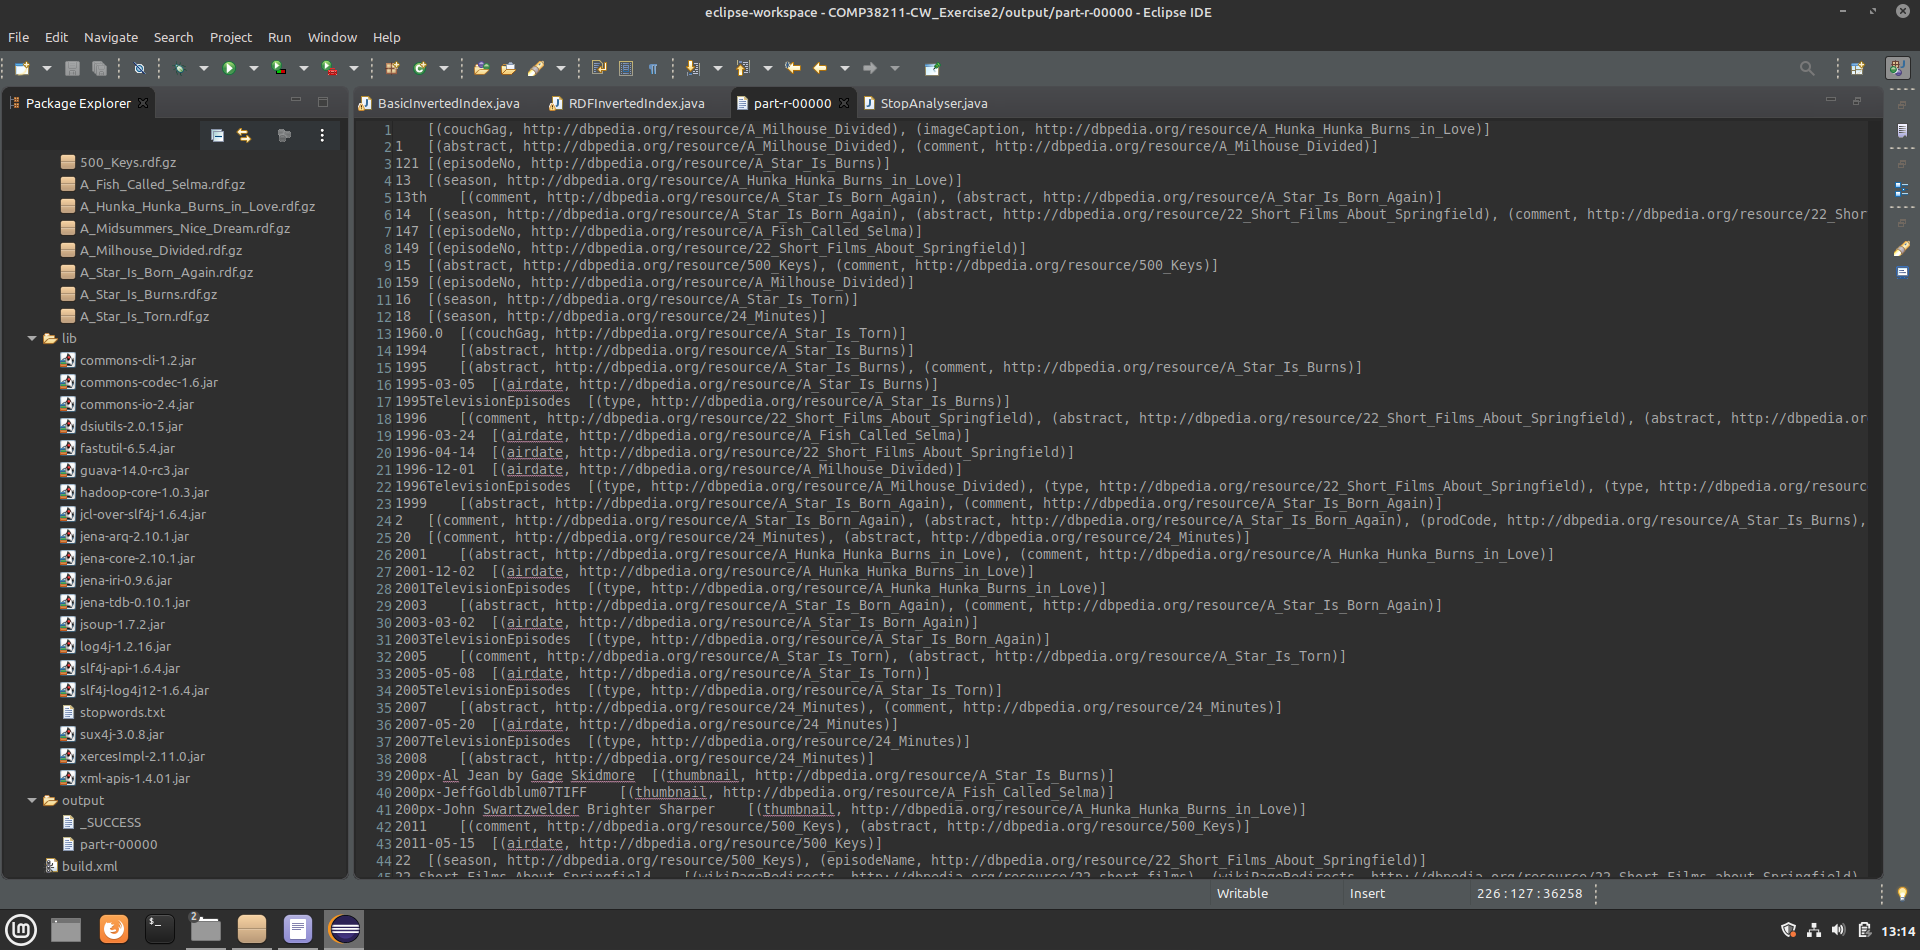 eclipse-workspace - COMP38211-CW_Exercise2/output/part-r-00000 - Eclipse IDE
File Edit Navigate Search Project Run Window Help
Package Explorer
500_Keys.rdf.gz
A_Fish_Called_Selma.rdf.gz
A_Hunka_Hunka_Burns_in_Love.rdf.gz
A_Midsummers_Nice_Dream.rdf.gz
A_Milhouse_Divided.rdf.gz
A_Star_Is_Born_Again.rdf.gz
A_Star_Is_Burns.rdf.gz
A_Star_Is_Torn.rdf.gz
lib
commons-cli-1.2.jar
commons-codec-1.6.jar
commons-io-2.4.jar
dsiutils-2.0.15.jar
fastutil-6.5.4.jar
guava-14.0-rc3.jar
hadoop-core-1.0.3.jar
jcl-over-slf4j-1.6.4.jar
jena-arq-2.10.1.jar
jena-core-2.10.1.jar
jena-iri-0.9.6.jar
jena-tdb-0.10.1.jar
jsoup-1.7.2.jar
log4j-1.2.16.jar
slf4j-api-1.6.4.jar
slf4j-log4j12-1.6.4.jar
stopwords.txt
sux4j-3.0.8.jar
xercesImpl-2.11.0.jar
xml-apis-1.4.01.jar
output
_SUCCESS
part-r-00000
build.xml
BasicInvertedIndex.java RDFInvertedIndex.java part-r-00000 StopAnalyser.java
1 [(couchGag, http://dbpedia.org/resource/A_Milhouse_Divided), (imageCaption, http://dbpedia.org/resource/A_Hunka_Hunka_Burns_in_Love)]
2 1 [(abstract, http://dbpedia.org/resource/A_Milhouse_Divided), (comment, http://dbpedia.org/resource/A_Milhouse_Divided)]
3 121 [(episodeNo, http://dbpedia.org/resource/A_Star_Is_Burns)]
4 13 [(season, http://dbpedia.org/resource/A_Hunka_Hunka_Burns_in_Love)]
5 13th [(comment, http://dbpedia.org/resource/A_Star_Is_Born_Again), (abstract, http://dbpedia.org/resource/A_Star_Is_Born_Again)]
6 14 [(season, http://dbpedia.org/resource/A_Star_Is_Born_Again), (abstract, http://dbpedia.org/resource/22_Short_Films_About_Springfield), (comment, http://dbpedia.org/resource/22_Shor
7 147 [(episodeNo, http://dbpedia.org/resource/A_Fish_Called_Selma)]
8 149 [(episodeNo, http://dbpedia.org/resource/22_Short_Films_About_Springfield)]
9 15 [(abstract, http://dbpedia.org/resource/500_Keys), (comment, http://dbpedia.org/resource/500_Keys)]
10 159 [(episodeNo, http://dbpedia.org/resource/A_Milhouse_Divided)]
11 16 [(season, http://dbpedia.org/resource/A_Star_Is_Torn)]
12 18 [(season, http://dbpedia.org/resource/24_Minutes)]
13 1960.0 [(couchGag, http://dbpedia.org/resource/A_Star_Is_Torn)]
14 1994 [(abstract, http://dbpedia.org/resource/A_Star_Is_Burns)]
15 1995 [(abstract, http://dbpedia.org/resource/A_Star_Is_Burns), (comment, http://dbpedia.org/resource/A_Star_Is_Burns)]
16 1995-03-05 [(airdate, http://dbpedia.org/resource/A_Star_Is_Burns)]
17 1995TelevisionEpisodes [(type, http://dbpedia.org/resource/A_Star_Is_Burns)]
18 1996 [(comment, http://dbpedia.org/resource/22_Short_Films_About_Springfield), (abstract, http://dbpedia.org/resource/22_Short_Films_About_Springfield), (abstract, http://dbpedia.or
19 1996-03-24 [(airdate, http://dbpedia.org/resource/A_Fish_Called_Selma)]
20 1996-04-14 [(airdate, http://dbpedia.org/resource/22_Short_Films_About_Springfield)]
21 1996-12-01 [(airdate, http://dbpedia.org/resource/A_Milhouse_Divided)]
22 1996TelevisionEpisodes [(type, http://dbpedia.org/resource/A_Milhouse_Divided), (type, http://dbpedia.org/resource/22_Short_Films_About_Springfield), (type, http://dbpedia.org/resource
23 1999 [(abstract, http://dbpedia.org/resource/A_Star_Is_Born_Again), (comment, http://dbpedia.org/resource/A_Star_Is_Born_Again)]
24 2 [(comment, http://dbpedia.org/resource/A_Star_Is_Born_Again), (abstract, http://dbpedia.org/resource/A_Star_Is_Born_Again), (prodCode, http://dbpedia.org/resource/A_Star_Is_Burns),
25 20 [(comment, http://dbpedia.org/resource/24_Minutes), (abstract, http://dbpedia.org/resource/24_Minutes)]
26 2001 [(abstract, http://dbpedia.org/resource/A_Hunka_Hunka_Burns_in_Love), (comment, http://dbpedia.org/resource/A_Hunka_Hunka_Burns_in_Love)]
27 2001-12-02 [(airdate, http://dbpedia.org/resource/A_Hunka_Hunka_Burns_in_Love)]
28 2001TelevisionEpisodes [(type, http://dbpedia.org/resource/A_Hunka_Hunka_Burns_in_Love)]
29 2003 [(abstract, http://dbpedia.org/resource/A_Star_Is_Born_Again), (comment, http://dbpedia.org/resource/A_Star_Is_Born_Again)]
30 2003-03-02 [(airdate, http://dbpedia.org/resource/A_Star_Is_Born_Again)]
31 2003TelevisionEpisodes [(type, http://dbpedia.org/resource/A_Star_Is_Born_Again)]
32 2005 [(comment, http://dbpedia.org/resource/A_Star_Is_Torn), (abstract, http://dbpedia.org/resource/A_Star_Is_Torn)]
33 2005-05-08 [(airdate, http://dbpedia.org/resource/A_Star_Is_Torn)]
34 2005TelevisionEpisodes [(type, http://dbpedia.org/resource/A_Star_Is_Torn)]
35 2007 [(abstract, http://dbpedia.org/resource/24_Minutes), (comment, http://dbpedia.org/resource/24_Minutes)]
36 2007-05-20 [(airdate, http://dbpedia.org/resource/24_Minutes)]
37 2007TelevisionEpisodes [(type, http://dbpedia.org/resource/24_Minutes)]
38 2008 [(abstract, http://dbpedia.org/resource/24_Minutes)]
39 200px-Al Jean by Gage Skidmore [(thumbnail, http://dbpedia.org/resource/A_Star_Is_Burns)]
40 200px-JeffGoldblum07TIFF [(thumbnail, http://dbpedia.org/resource/A_Fish_Called_Selma)]
41 200px-John Swartzwelder Brighter Sharper [(thumbnail, http://dbpedia.org/resource/A_Hunka_Hunka_Burns_in_Love)]
42 2011 [(comment, http://dbpedia.org/resource/500_Keys), (abstract, http://dbpedia.org/resource/500_Keys)]
43 2011-05-15 [(airdate, http://dbpedia.org/resource/500_Keys)]
44 22 [(season, http://dbpedia.org/resource/500_Keys), (episodeName, http://dbpedia.org/resource/22_Short_Films_About_Springfield)]
45 22 Short Films About Springfield [(wikiPageRedirects, http://dbpedia.org/resource/22_short_films), (wikiPageRedirects, http://dbpedia.org/resource/22_Short_Films_about_Springfield)
Writable Insert 226 : 127 : 36258
2
13:14